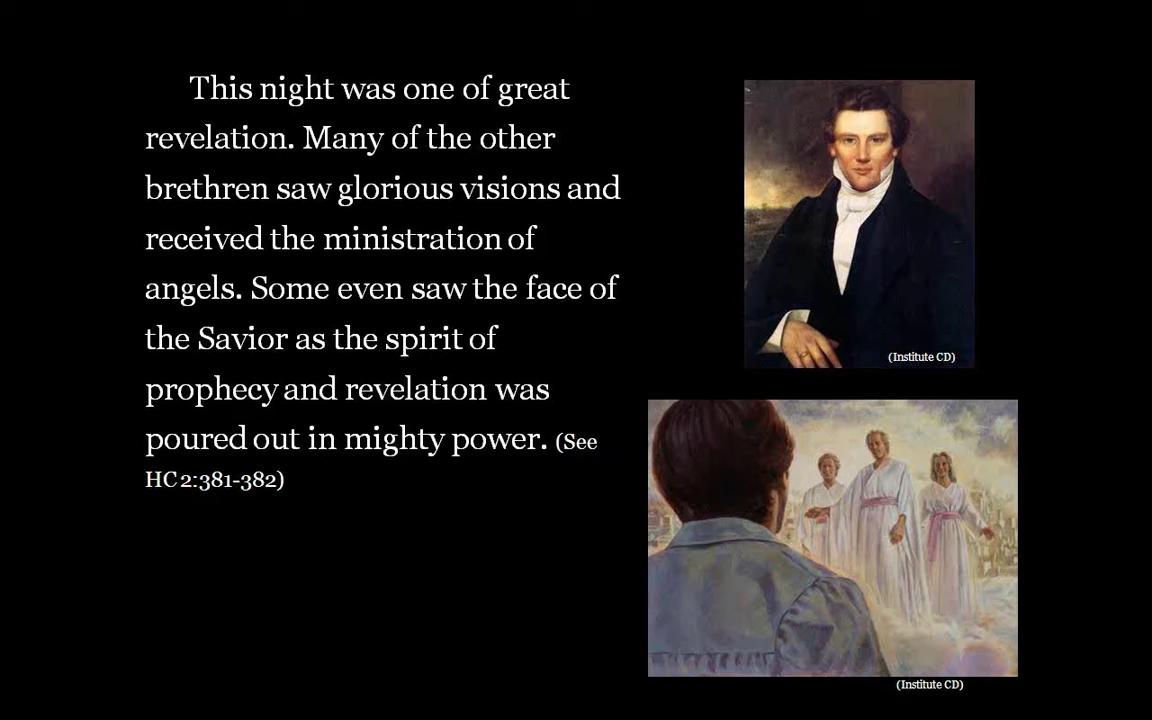 This night was one of great
revelation. Many of the other
brethren saw glorious visions and
received the ministration of
angels. Some even saw the face of
the Savior as the spirit of
prophecy and revelation was
poured out in mighty power. (See
HC 2:381-382)
(Institute CD)
(Institute CD)